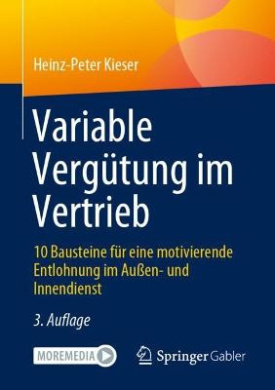 Heinz-Peter Kieser
Variable
Vergütung im
Vertrieb
10 Bausteine für eine motivierende
Entlohnung im Außen- und
Innendienst
3. Auflage
MOREMEDIA
Springer Gabler